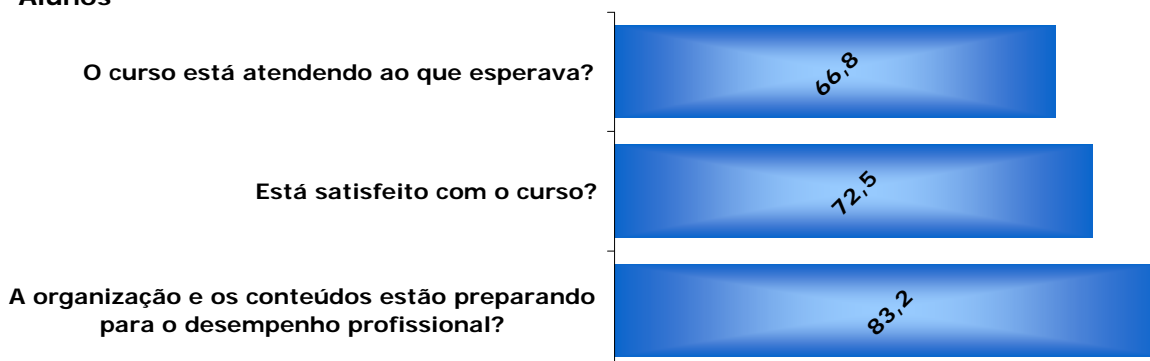 Alunos
O curso está atendendo ao que esperava?
66,8
Está satisfeito com o curso?
72,5
A organização e os conteúdos estão preparando
para o desempenho profissional?
83,2